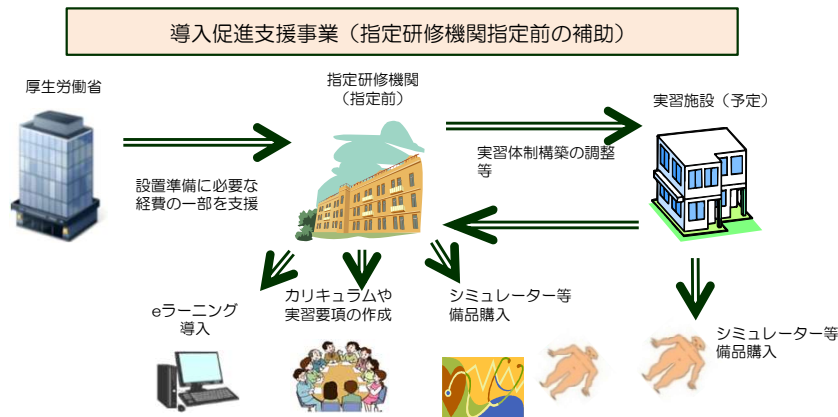 導入促進支援事業（指定研修機関指定前の補助）
厚生労働省
指定研修機関
（指定前）
実習施設（予定）
設置準備に必要な
経費の一部を支援
実習体制構築の調整
等
eラーニング
導入
カリキュラムや
実習要項の作成
シミュレーター等
備品購入
シミュレーター等
備品購入